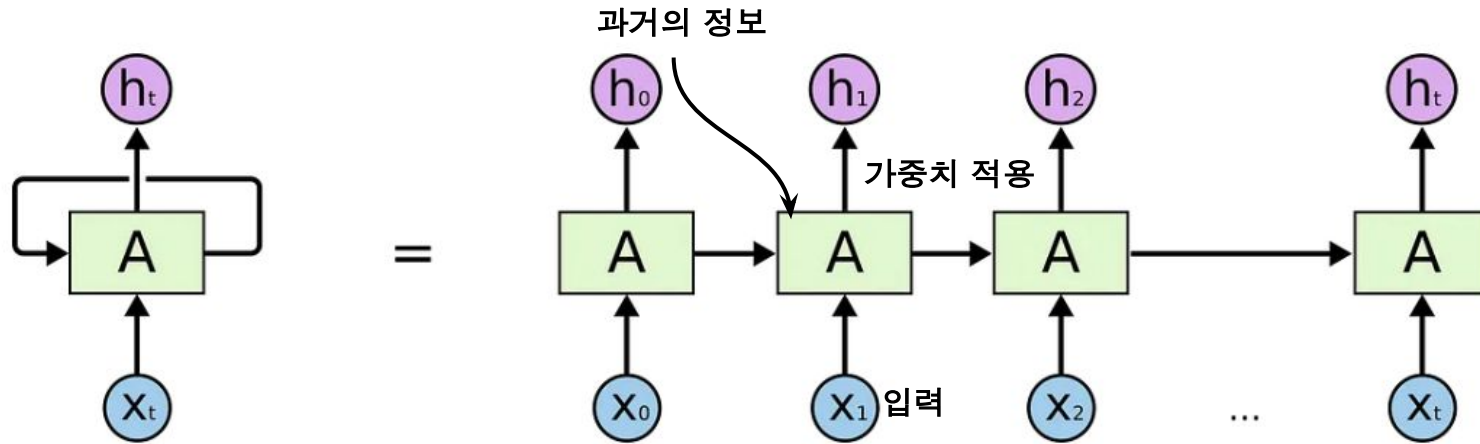 과거의 정보
hₜ h₀ h₁ h₂ hₜ
가중치 적용
A = A A A A
xₜ x₀ x₁ 입력 x₂ ... xₜ